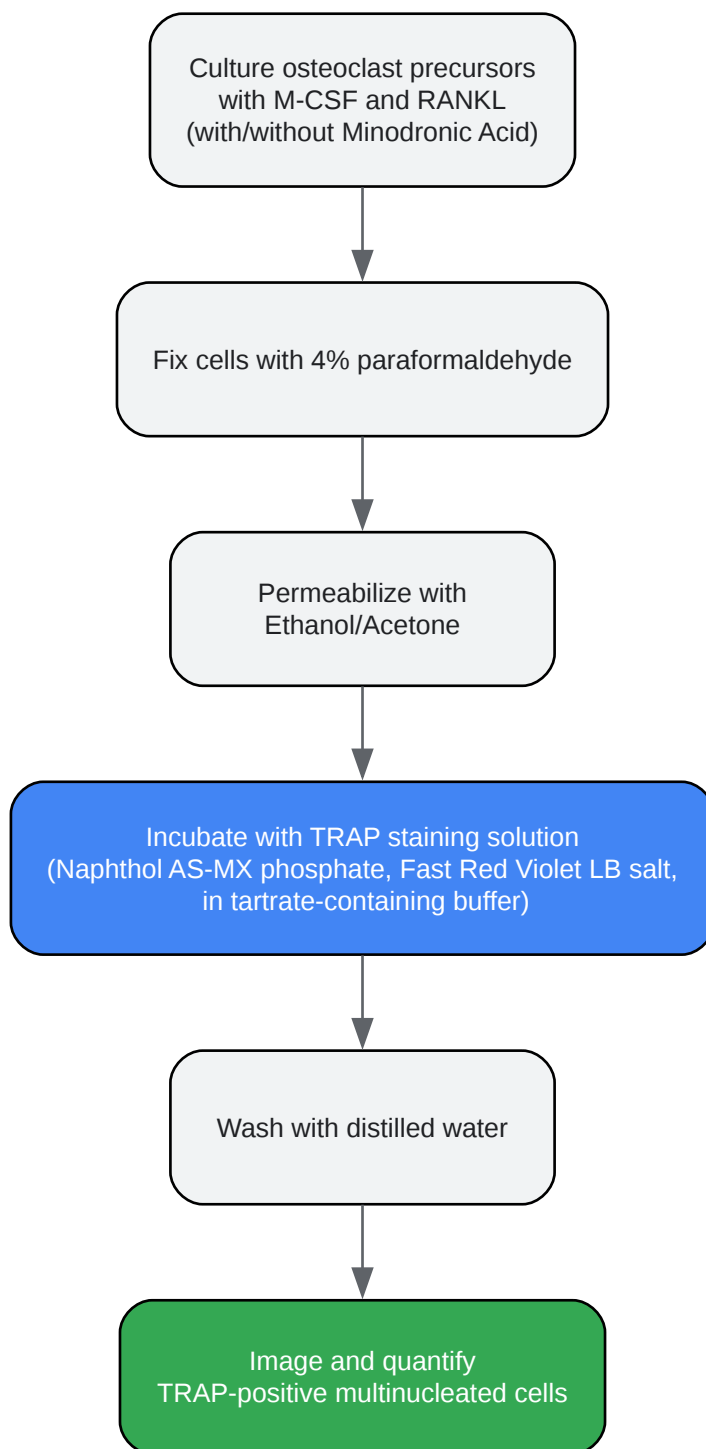 Culture osteoclast precursors
with M-CSF and RANKL
(with/without Minodronic Acid)
Fix cells with 4% paraformaldehyde
Permeabilize with
Ethanol/Acetone
Incubate with TRAP staining solution
(Naphthol AS-MX phosphate, Fast Red Violet LB salt,
in tartrate-containing buffer)
Wash with distilled water
Image and quantify
TRAP-positive multinucleated cells